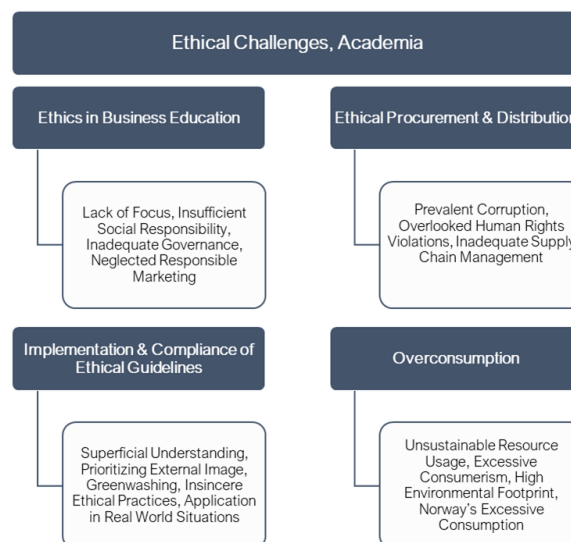 Ethical Challenges, Academia
Ethics in Business Education
Lack of Focus, Insufficient
Social Responsibility,
Inadequate Governance,
Neglected Responsible
Marketing
Ethical Procurement & Distribution
Prevalent Corruption,
Overlooked Human Rights
Violations, Inadequate Supply
Chain Management
Implementation & Compliance of
Ethical Guidelines
Superficial Understanding,
Prioritizing External Image,
Greenwashing, Insincere
Ethical Practices, Application
in Real World Situations
Overconsumption
Unsustainable Resource
Usage, Excessive
Consumerism, High
Environmental Footprint,
Norway's Excessive
Consumption